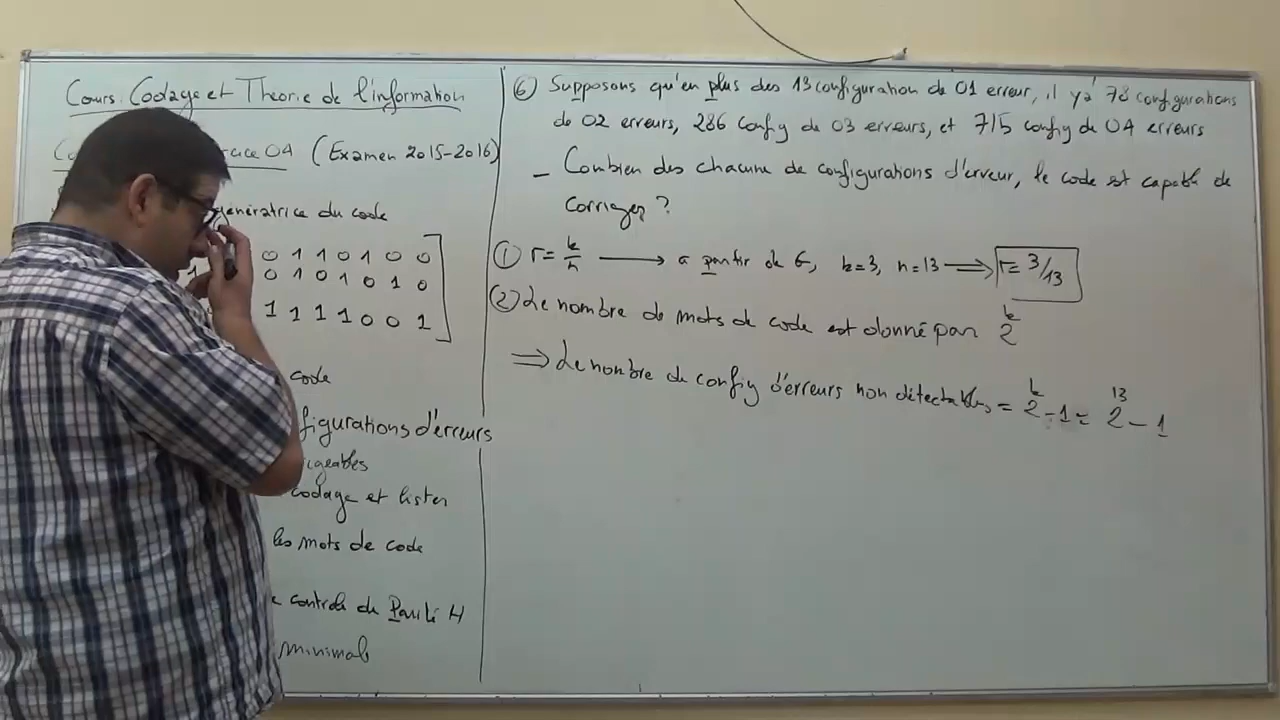 Cours: Codage et Théorie de l'information
(Examen 2015-2016)
génératrice du code
0 1 1 0 1 0 0
0 1 0 1 0 1 0
1 1 1 1 0 0 1
code
figurations d'erreurs
igeables
codage et lister
les mots de code
controle de Parité H
minimale
⑥ Supposons qu'en plus des 13 configuration de 01 erreur, il y a 78 configurations
de 02 erreurs, 286 config de 03 erreurs, et 715 config de 04 erreurs
- Combien des chacune de configurations d'erreur, le code est capable de
corriger ?
① r = k/n → a partir de G, k=3, n=13 ⟹ r = 3/13
② Le nombre de mots de code est donné par 2^k
⟹ Le nombre de config d'erreurs non détectables = 2^k - 1 = 2^13 - 1